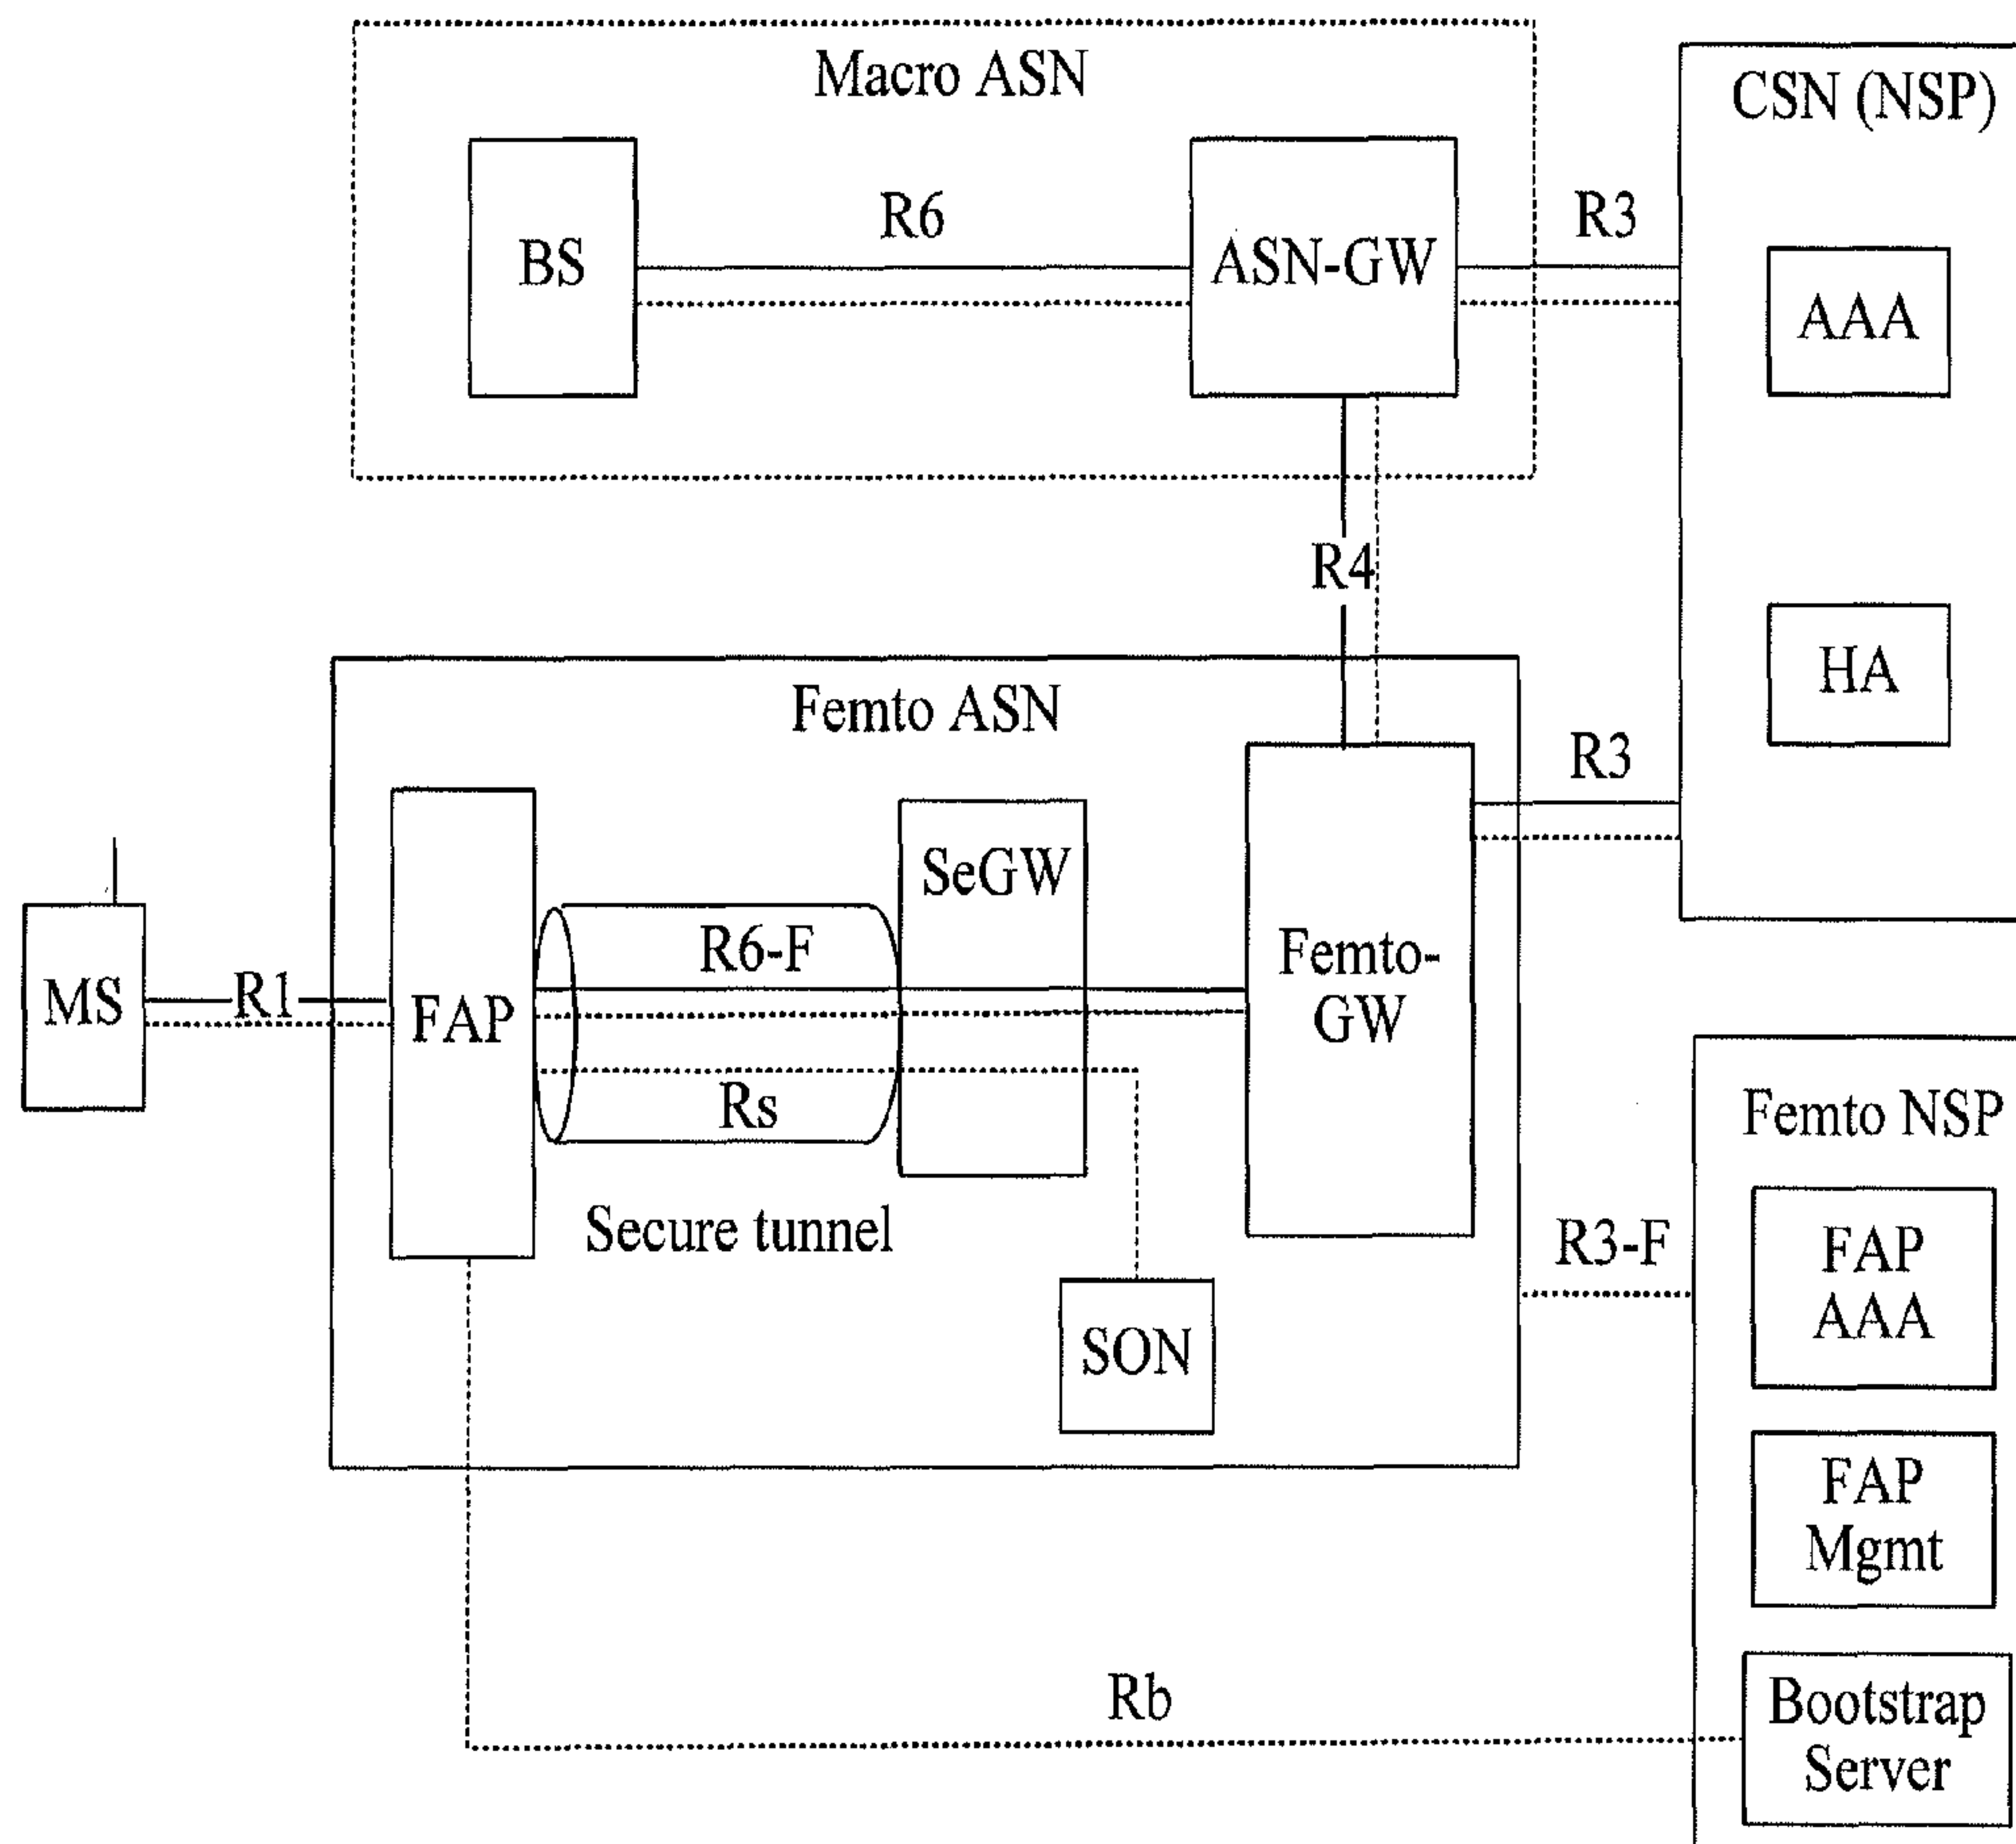 Macro ASN
CSN (NSP)
BS
R6
ASN-GW
R3
AAA
R4
HA
Femto ASN
R3
SeGW
Femto-
GW
R6-F
MS
R1
FAP
Rs
Secure tunnel
SON
R3-F
Femto NSP
FAP
AAA
FAP
Mgmt
Rb
Bootstrap
Server